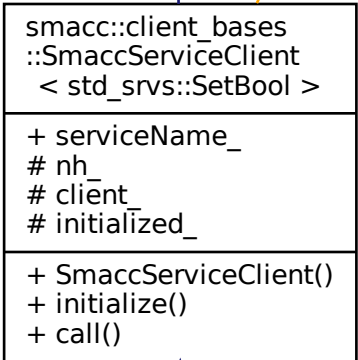 smacc::client_bases
::SmaccServiceClient
< std_srvs::SetBool >
+ serviceName_
# nh_
# client_
# initialized_
+ SmaccServiceClient()
+ initialize()
+ call()